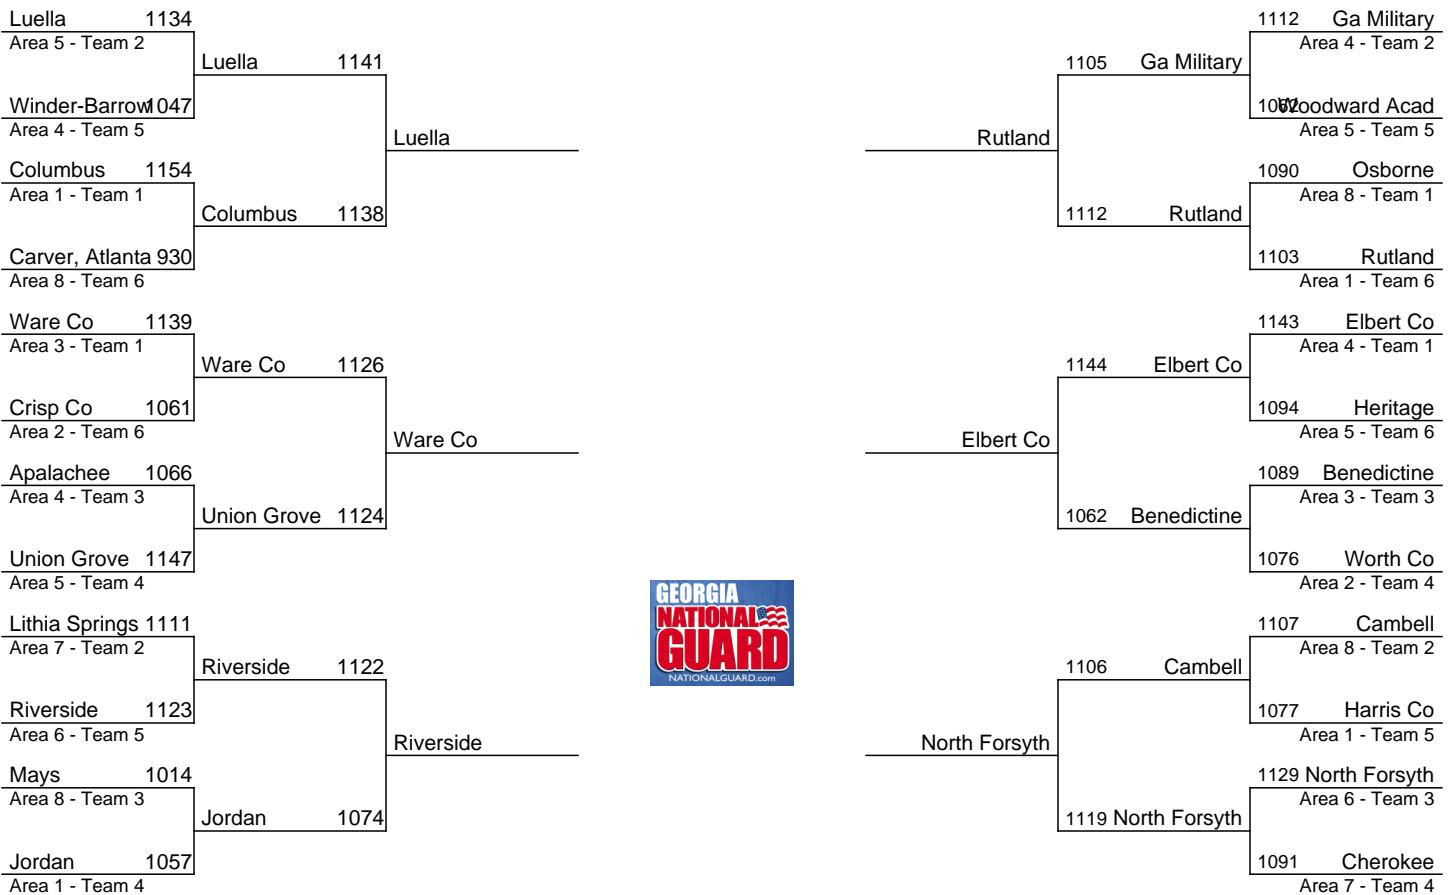 Luella 1134
Area 5 - Team 2
Luella 1141
Winder-Barrow 1047
Area 4 - Team 5
Luella
Columbus 1154
Area 1 - Team 1
Columbus 1138
Carver, Atlanta 930
Area 8 - Team 6
Ware Co 1139
Area 3 - Team 1
Ware Co 1126
Crisp Co 1061
Area 2 - Team 6
Ware Co
Apalachee 1066
Area 4 - Team 3
Union Grove 1124
Union Grove 1147
Area 5 - Team 4
Lithia Springs 1111
Area 7 - Team 2
Riverside 1122
Riverside 1123
Area 6 - Team 5
Riverside
Mays 1014
Area 8 - Team 3
Jordan 1074
Jordan 1057
Area 1 - Team 4
GEORGIA
NATIONAL
GUARD
NATIONALGUARD.com
1112 Ga Military
Area 4 - Team 2
1105 Ga Military
1062 Woodward Acad
Area 5 - Team 5
Rutland
1090 Osborne
Area 8 - Team 1
1112 Rutland
1103 Rutland
Area 1 - Team 6
1143 Elbert Co
Area 4 - Team 1
1144 Elbert Co
1094 Heritage
Area 5 - Team 6
Elbert Co
1089 Benedictine
Area 3 - Team 3
1062 Benedictine
1076 Worth Co
Area 2 - Team 4
1107 Cambell
Area 8 - Team 2
1106 Cambell
1077 Harris Co
Area 1 - Team 5
North Forsyth
1129 North Forsyth
Area 6 - Team 3
1119 North Forsyth
1091 Cherokee
Area 7 - Team 4